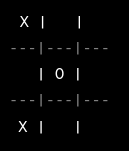 X |   |
---|---|---
   | O |
---|---|---
X |   |